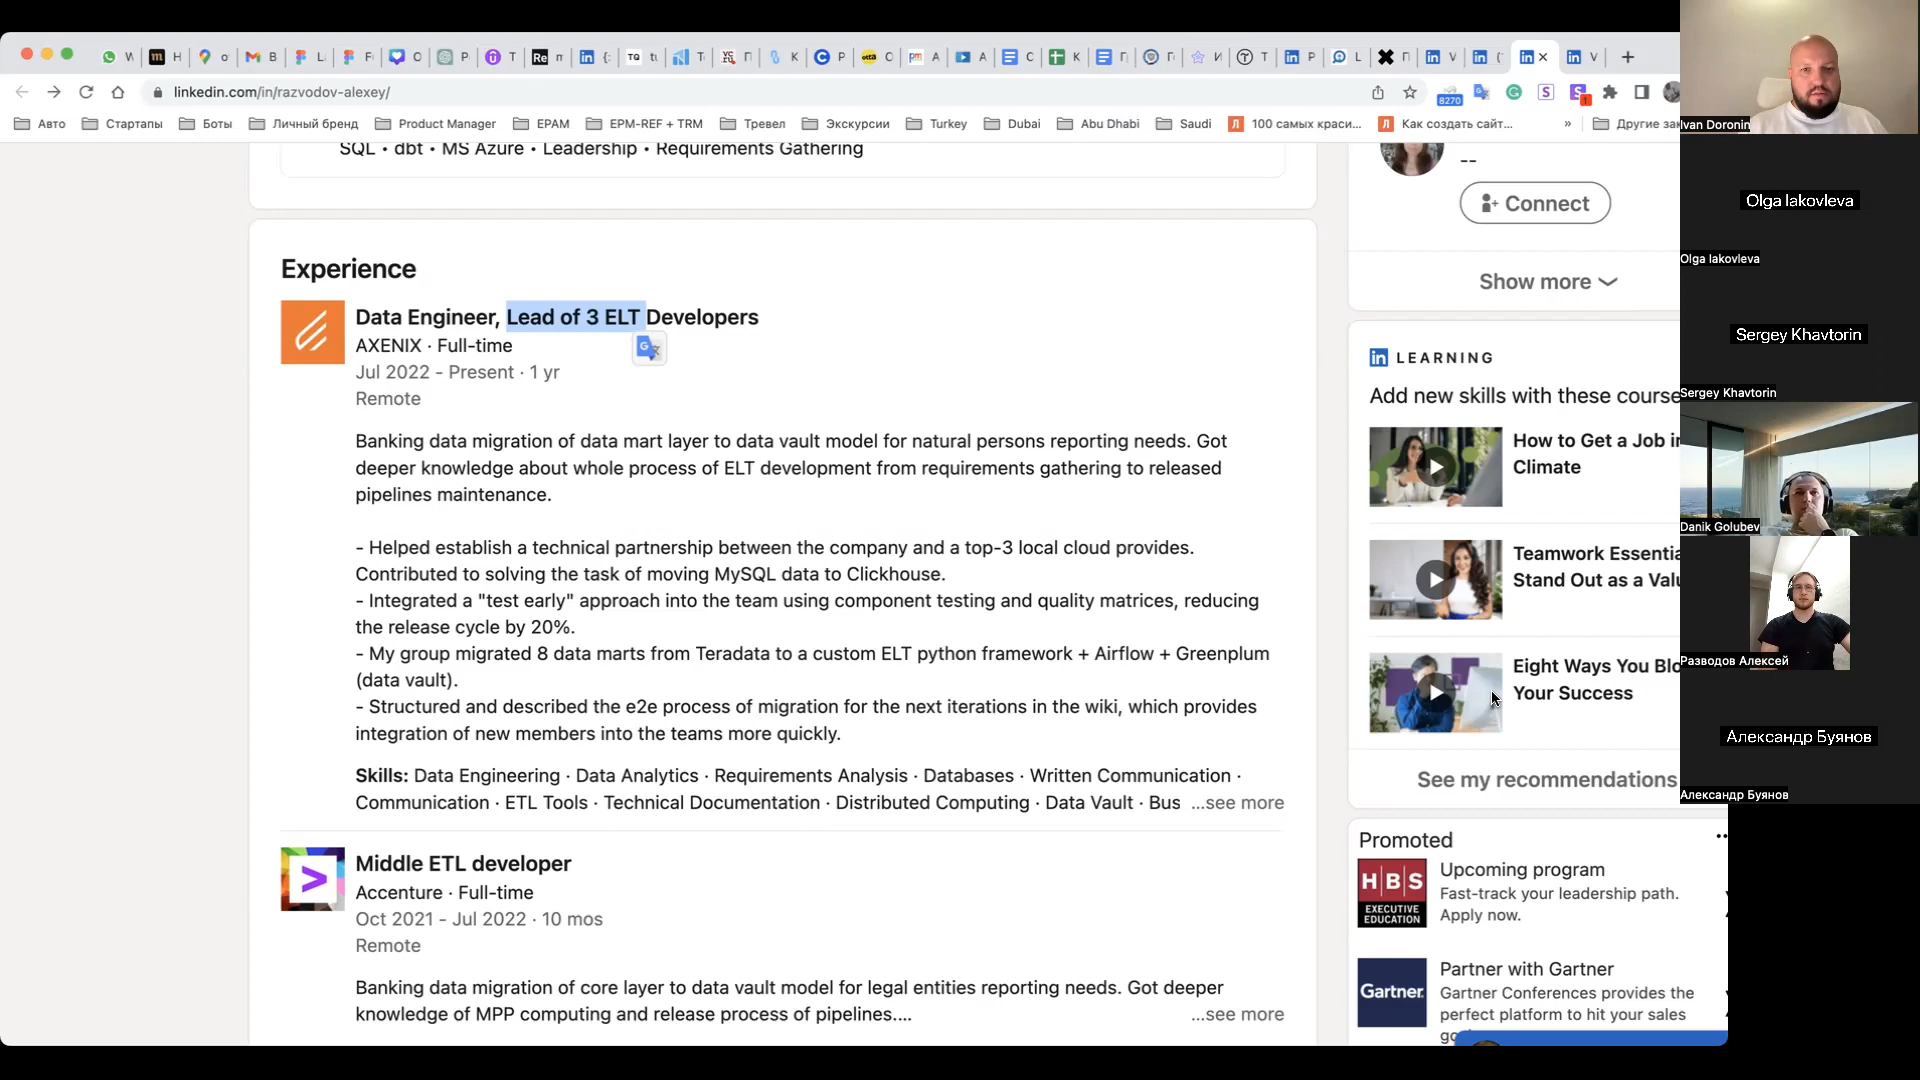 W
H
o
B
L
F
O
P
T
Re
п
{:
TQ
tu
T
П
К
P
otta
O
pm
A
A
C
К
Г
Г
И
T
P
L
П
V
(
V
linkedin.com/in/razvodov-alexey/
8270
1
Авто
Стартапы
Боты
Личный бренд
Product Manager
EPAM
EPM-REF + TRM
Тревел
Экскурсии
Turkey
Dubai
Abu Dhabi
Saudi
100 самых краси...
Как создать сайт...
»
Другие за
SQL • dbt • MS Azure • Leadership • Requirements Gathering
Experience
Data Engineer, Lead of 3 ELT Developers
AXENIX · Full-time
Jul 2022 - Present · 1 yr
Remote
Banking data migration of data mart layer to data vault model for natural persons reporting needs. Got
deeper knowledge about whole process of ELT development from requirements gathering to released
pipelines maintenance.
- Helped establish a technical partnership between the company and a top-3 local cloud provides.
Contributed to solving the task of moving MySQL data to Clickhouse.
- Integrated a "test early" approach into the team using component testing and quality matrices, reducing
the release cycle by 20%.
- My group migrated 8 data marts from Teradata to a custom ELT python framework + Airflow + Greenplum
(data vault).
- Structured and described the e2e process of migration for the next iterations in the wiki, which provides
integration of new members into the teams more quickly.
Skills: Data Engineering · Data Analytics · Requirements Analysis · Databases · Written Communication ·
Communication · ETL Tools · Technical Documentation · Distributed Computing · Data Vault · Bus ...see more
Middle ETL developer
Accenture · Full-time
Oct 2021 - Jul 2022 · 10 mos
Remote
Banking data migration of core layer to data vault model for legal entities reporting needs. Got deeper
knowledge of MPP computing and release process of pipelines.... ...see more
--
Connect
Show more
in LEARNING
Add new skills with these course
How to Get a Job in
Climate
Teamwork Essentia
Stand Out as a Valu
Eight Ways You Blo
Your Success
See my recommendations
Promoted
H|B|S
EXECUTIVE
EDUCATION
Upcoming program
Fast-track your leadership path.
Apply now.
Gartner
Partner with Gartner
Gartner Conferences provides the
perfect platform to hit your sales
Ivan Doronin
Olga Iakovleva
Olga Iakovleva
Sergey Khavtorin
Sergey Khavtorin
Danik Golubev
Разводов Алексей
Александр Буянов
Александр Буянов